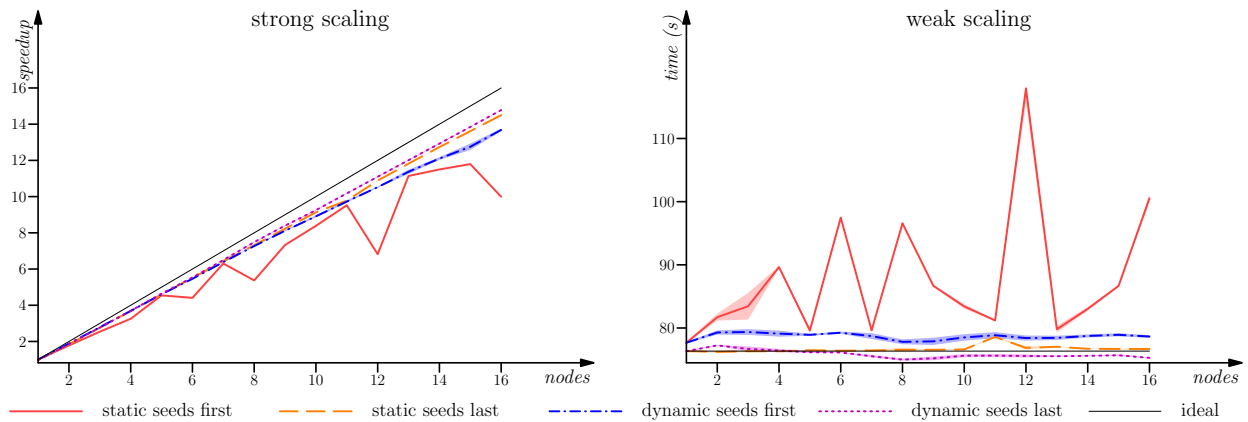 strong scaling
speedup
16
14
12
10
8
6
4
2
2 4 6 8 10 12 14 16
nodes
weak scaling
time (s)
110
100
90
80
2 4 6 8 10 12 14 16
nodes
static seeds first static seeds last dynamic seeds first dynamic seeds last ideal